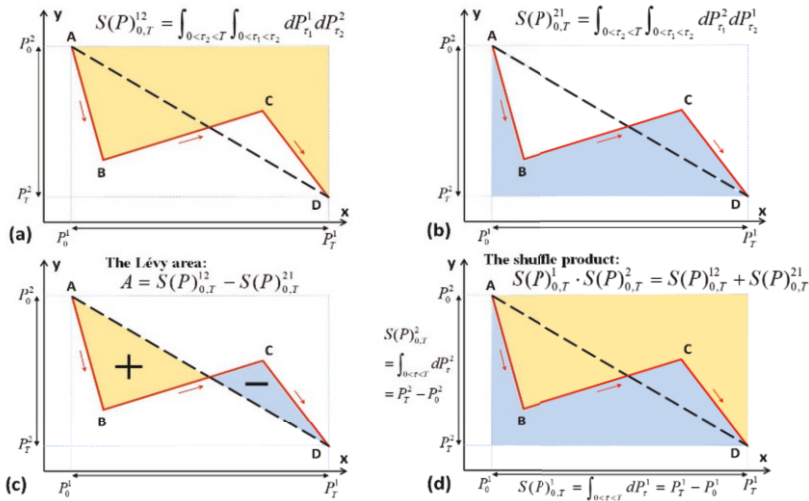 y
S(P)^{12}_{0,T} = ∫_{0<τ_2<T} ∫_{0<τ_1<τ_2} dP^1_{τ_1} dP^2_{τ_2}
A
P^2_0
C
B
P^2_T
D
x
(a)
P^1_0
P^1_T
y
S(P)^{21}_{0,T} = ∫_{0<τ_2<T} ∫_{0<τ_1<τ_2} dP^2_{τ_1} dP^1_{τ_2}
A
P^2_0
C
B
P^2_T
D
x
(b)
P^1_0
P^1_T
y
The Lévy area:
A = S(P)^{12}_{0,T} − S(P)^{21}_{0,T}
A
P^2_0
C
+
−
B
P^2_T
D
x
(c)
P^1_0
P^1_T
y
The shuffle product:
S(P)^1_{0,T} · S(P)^2_{0,T} = S(P)^{12}_{0,T} + S(P)^{21}_{0,T}
A
P^2_0
S(P)^2_{0,T}
= ∫_{0<τ<T} dP^2_τ
= P^2_T − P^2_0
C
B
P^2_T
D
x
(d)
P^1_0
S(P)^1_{0,T} = ∫_{0<τ<T} dP^1_τ = P^1_T − P^1_0
P^1_T